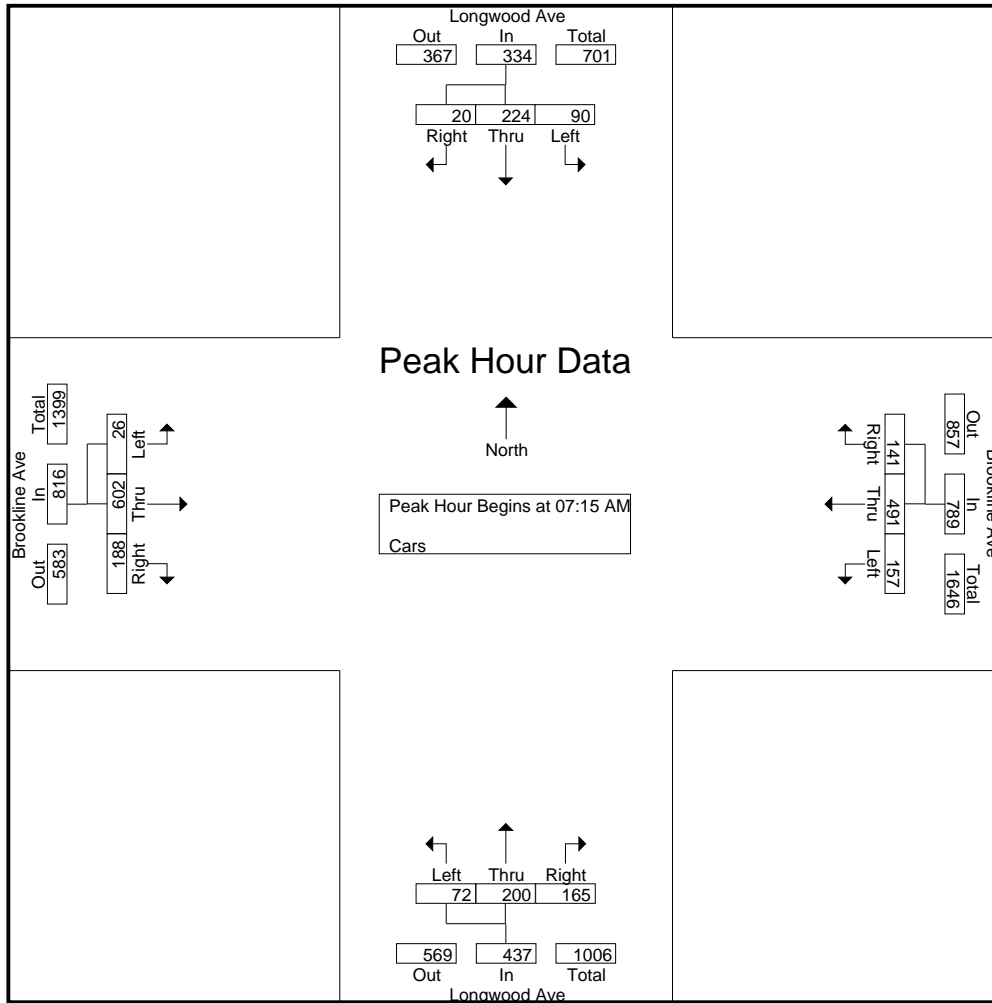 Longwood Ave
Out In Total
367 334 701
20 224 90
Right Thru Left
Peak Hour Data
North
Peak Hour Begins at 07:15 AM
Cars
Brookline Ave
Out In Total
583 816 1399
Right Thru Left
188 602 26
Brookline Ave
Out In Total
857 789 1646
Right Thru Left
141 491 157
Left Thru Right
72 200 165
569 437 1006
Out In Total
Longwood Ave